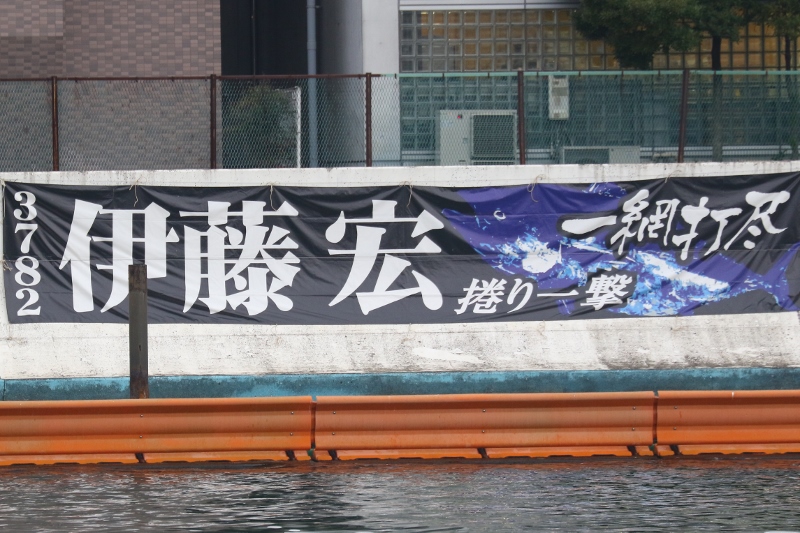 3782
伊藤 宏
捲り一撃
一網打尽